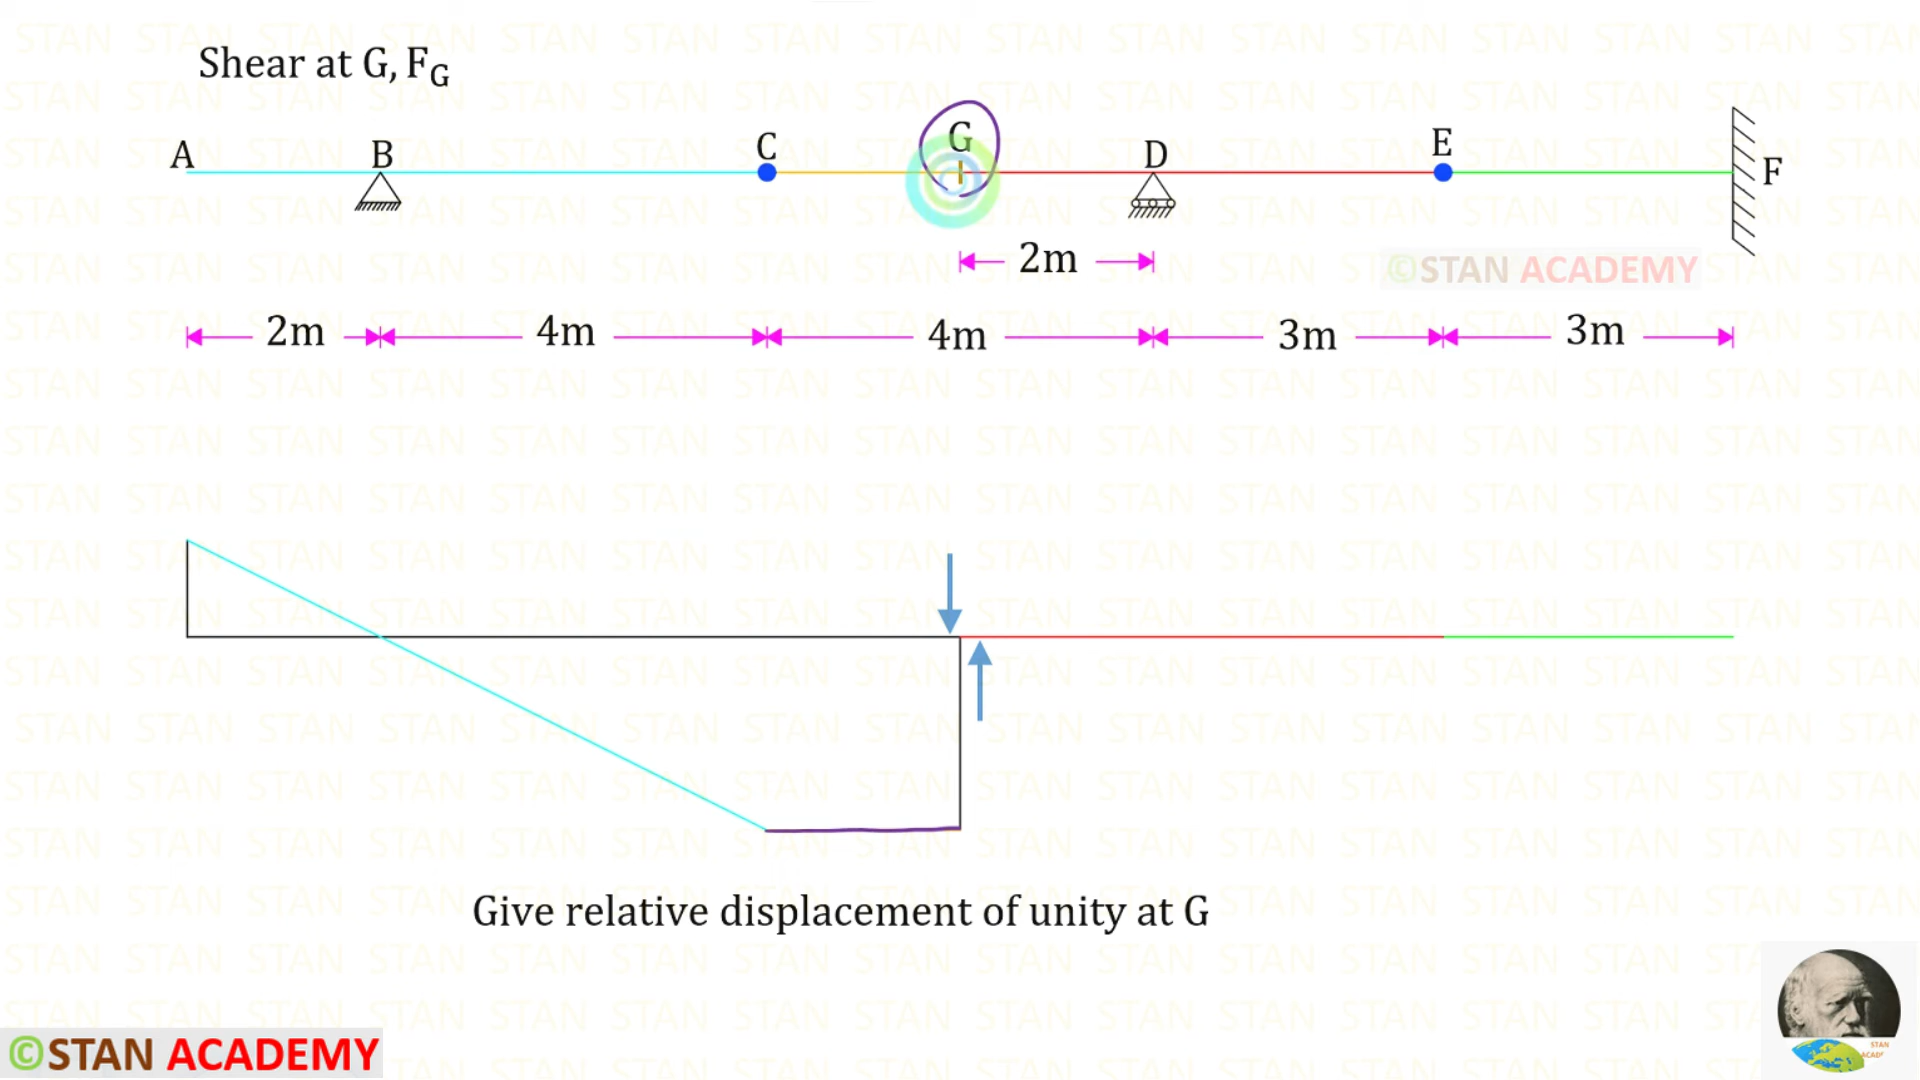 Shear at G, F_G
A B C G D E F
2m
©STAN ACADEMY
2m 4m 4m 3m 3m
Give relative displacement of unity at G
©STAN ACADEMY